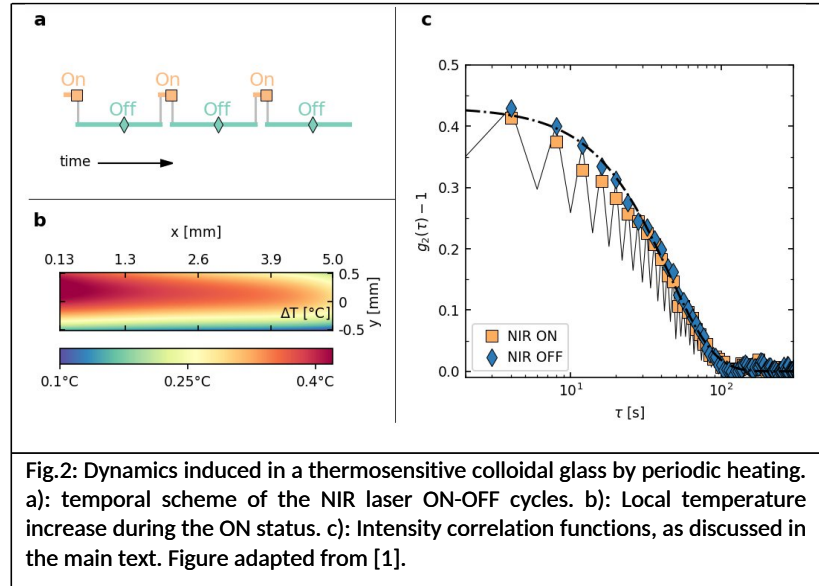 a
On On On
Off Off Off
time
b
x [mm]
0.13 1.3 2.6 3.9 5.0
0.5
0
-0.5
y [mm]
ΔT [°C]
0.1°C 0.25°C 0.4°C
c
0.5
0.4
0.3
0.2
0.1
0.0
g₂(τ) − 1
NIR ON
NIR OFF
10¹ 10²
τ [s]
Fig.2: Dynamics induced in a thermosensitive colloidal glass by periodic heating.
a): temporal scheme of the NIR laser ON-OFF cycles. b): Local temperature
increase during the ON status. c): Intensity correlation functions, as discussed in
the main text. Figure adapted from [1].